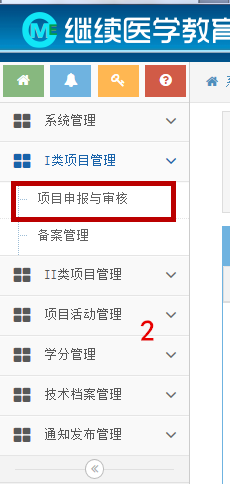 CME 继续医学教育
系统管理
I类项目管理
项目申报与审核
备案管理
II类项目管理
项目活动管理
2
学分管理
技术档案管理
通知发布管理